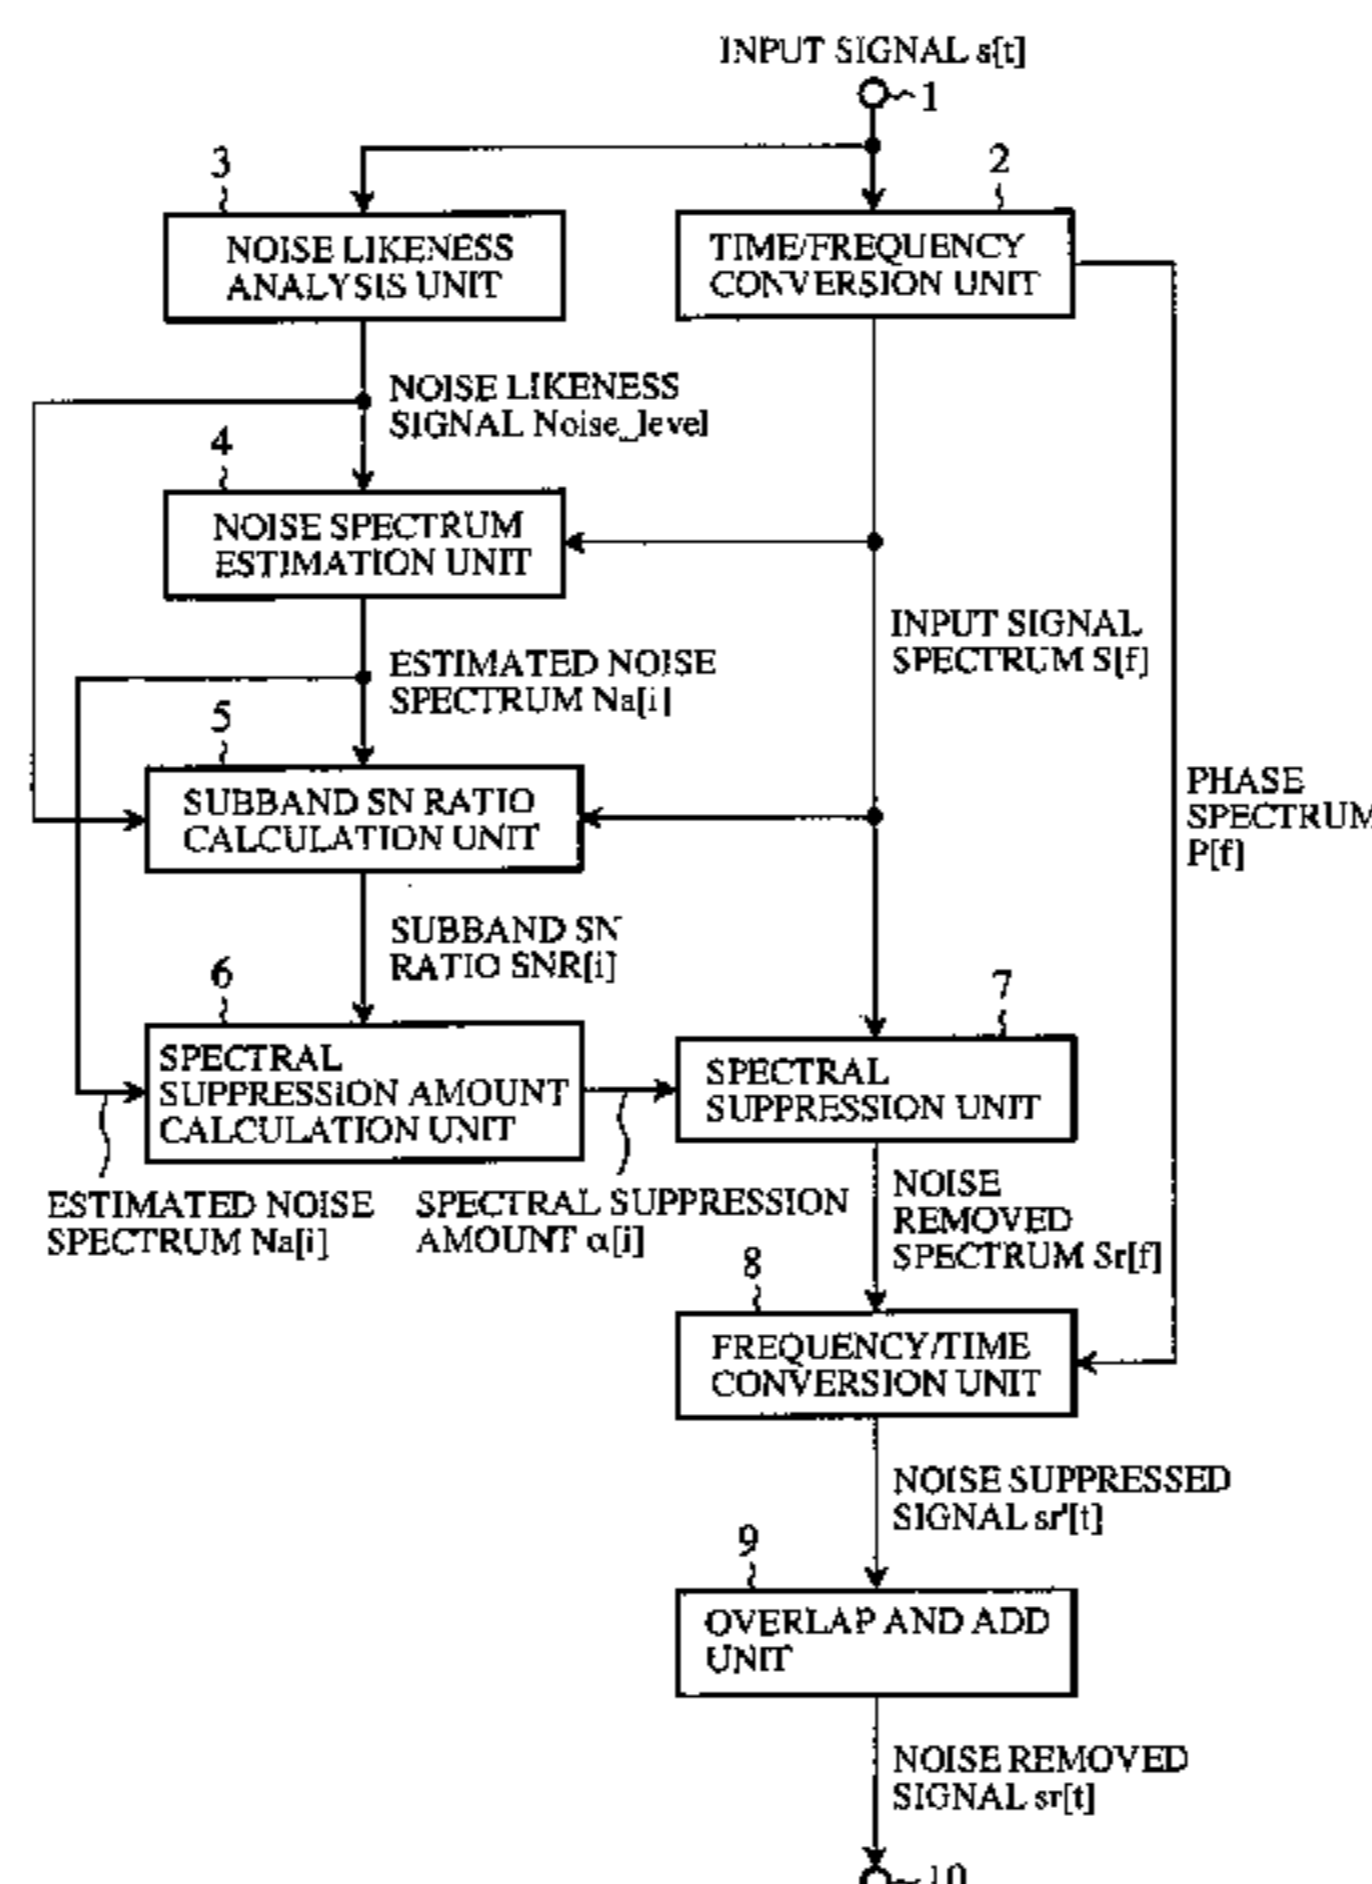 INPUT SIGNAL s[t]
1
3
2
NOISE LIKENESS
ANALYSIS UNIT
TIME/FREQUENCY
CONVERSION UNIT
NOISE LIKENESS
SIGNAL Noise_level
4
NOISE SPECTRUM
ESTIMATION UNIT
INPUT SIGNAL
SPECTRUM S[f]
ESTIMATED NOISE
SPECTRUM Na[i]
5
SUBBAND SN RATIO
CALCULATION UNIT
PHASE
SPECTRUM
P[f]
SUBBAND SN
RATIO SNR[i]
6
7
SPECTRAL
SUPPRESSION AMOUNT
CALCULATION UNIT
SPECTRAL
SUPPRESSION UNIT
ESTIMATED NOISE
SPECTRUM Na[i]
SPECTRAL SUPPRESSION
AMOUNT α[i]
NOISE
REMOVED
SPECTRUM Sr[f]
8
FREQUENCY/TIME
CONVERSION UNIT
NOISE SUPPRESSED
SIGNAL sr'[t]
9
OVERLAP AND ADD
UNIT
NOISE REMOVED
SIGNAL sr[t]
10